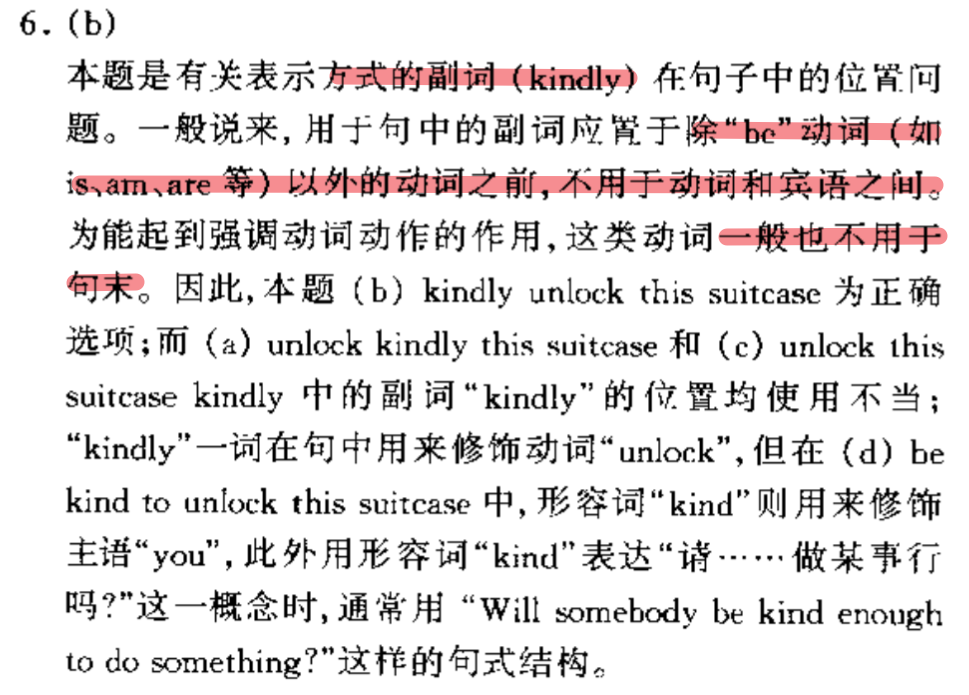 6. (b)
本题是有关表示方式的副词 (kindly) 在句子中的位置问
题。一般说来, 用于句中的副词应置于除“be”动词 (如
is、am、are 等) 以外的动词之前, 不用于动词和宾语之间。
为能起到强调动词动作的作用, 这类动词一般也不用于
句末。因此, 本题 (b) kindly unlock this suitcase 为正确
选项; 而 (a) unlock kindly this suitcase 和 (c) unlock this
suitcase kindly 中的副词“kindly”的位置均使用不当;
“kindly”一词在句中用来修饰动词“unlock”, 但在 (d) be
kind to unlock this suitcase 中, 形容词“kind”则用来修饰
主语“you”, 此外用形容词“kind”表达“请……做某事行
吗?”这一概念时, 通常用 “Will somebody be kind enough
to do something?”这样的句式结构。